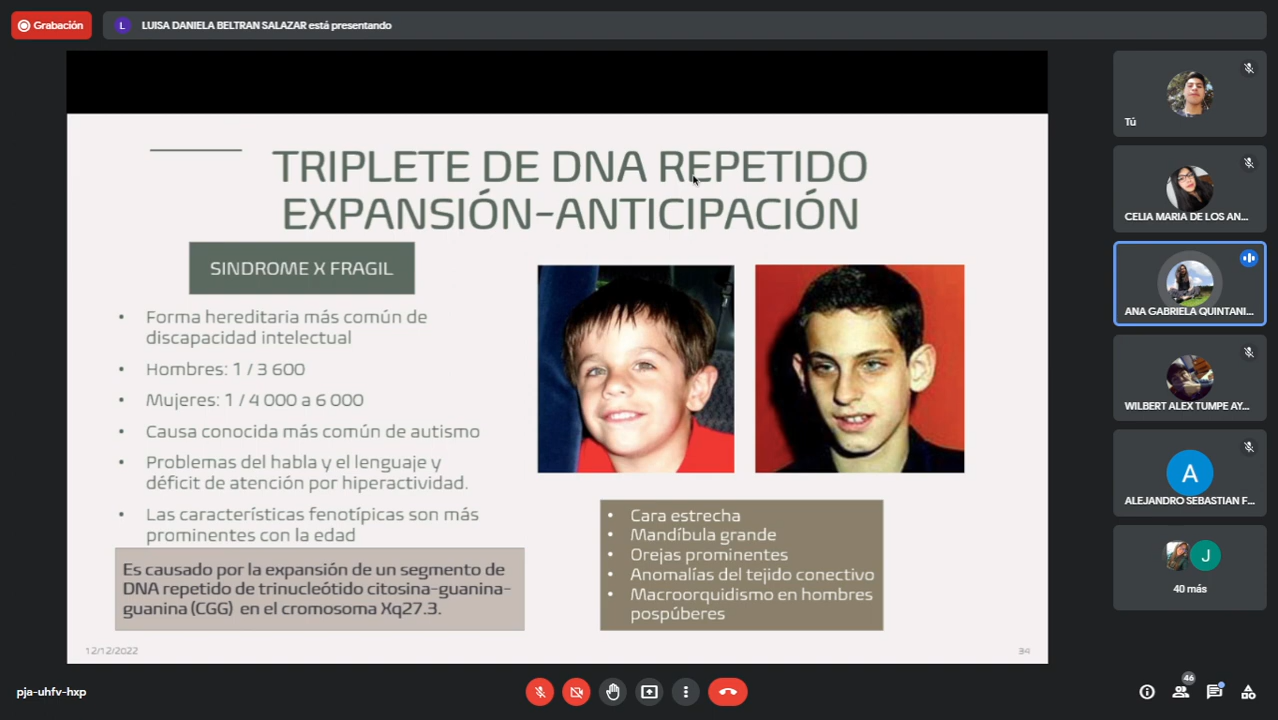 Grabación
L
LUISA DANIELA BELTRAN SALAZAR está presentando
TRIPLETE DE DNA REPETIDO
EXPANSIÓN-ANTICIPACIÓN
SINDROME X FRAGIL
• Forma hereditaria más común de
discapacidad intelectual
• Hombres: 1 / 3 600
• Mujeres: 1 / 4 000 a 6 000
• Causa conocida más común de autismo
• Problemas del habla y el lenguaje y
déficit de atención por hiperactividad.
• Las características fenotípicas son más
prominentes con la edad
Es causado por la expansión de un segmento de
DNA repetido de trinucleótido citosina-guanina-
guanina (CGG) en el cromosoma Xq27.3.
• Cara estrecha
• Mandíbula grande
• Orejas prominentes
• Anomalías del tejido conectivo
• Macroorquidismo en hombres
pospúberes
12/12/2022
34
Tú
CELIA MARIA DE LOS AN...
ANA GABRIELA QUINTANI...
WILBERT ALEX TUMPE AY...
A
ALEJANDRO SEBASTIAN F...
J
40 más
pja-uhfv-hxp
46